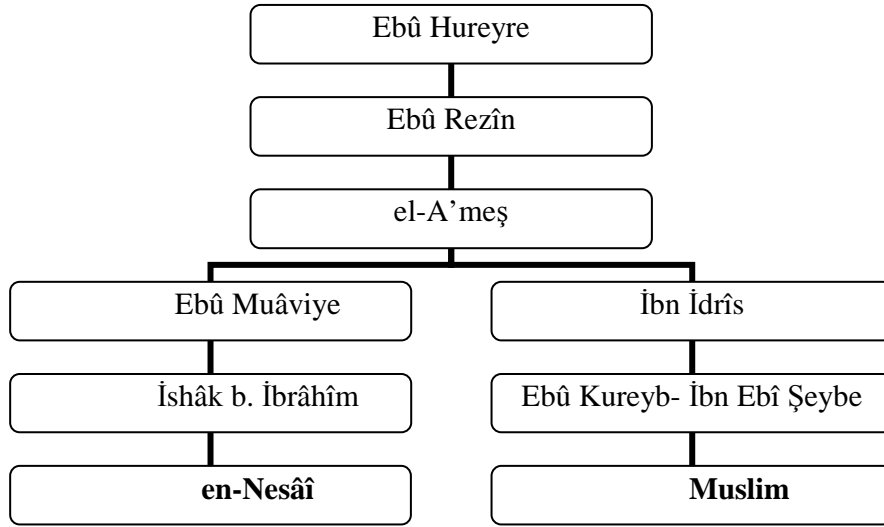 Ebû Hureyre
Ebû Rezîn
el-A’meş
Ebû Muâviye
İbn İdrîs
İshâk b. İbrâhîm
Ebû Kureyb- İbn Ebî Şeybe
en-Nesâî
Muslim